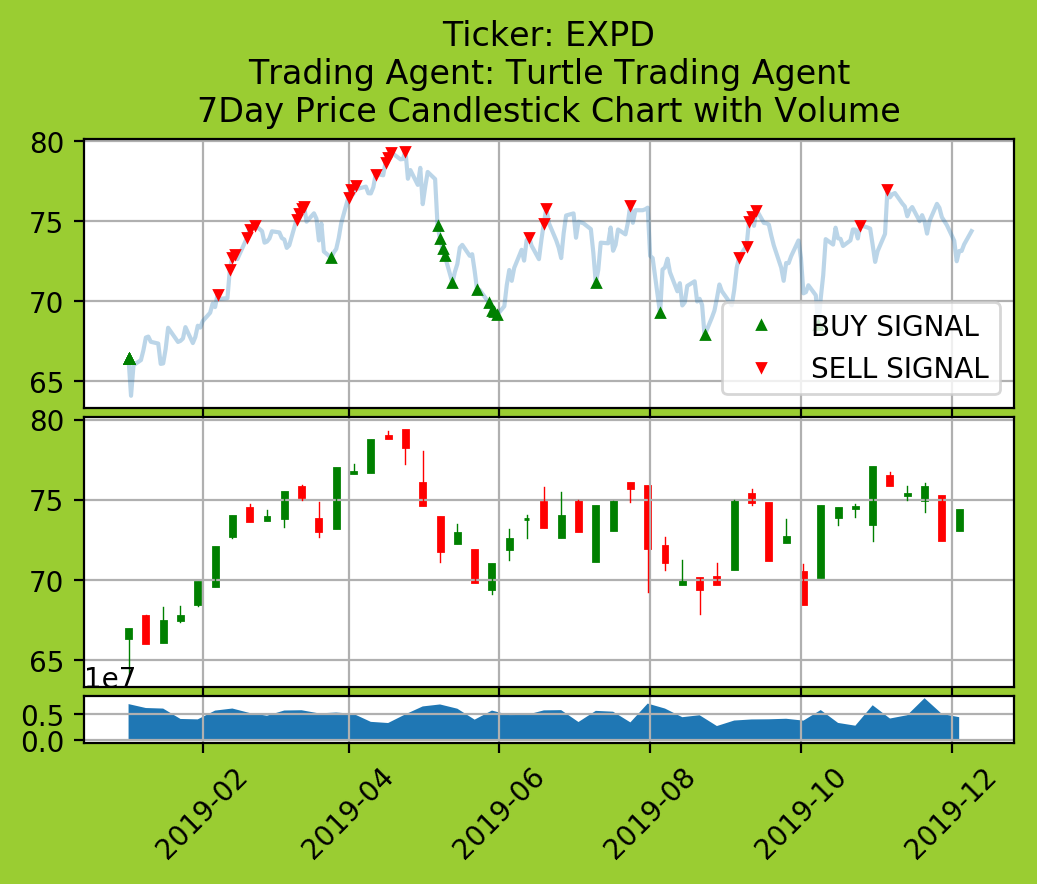 Ticker: EXPD
Trading Agent: Turtle Trading Agent
7Day Price Candlestick Chart with Volume
80
75
70
65
BUY SIGNAL
SELL SIGNAL
80
75
70
65
1e7
0.5
0.0
2019-02
2019-04
2019-06
2019-08
2019-10
2019-12